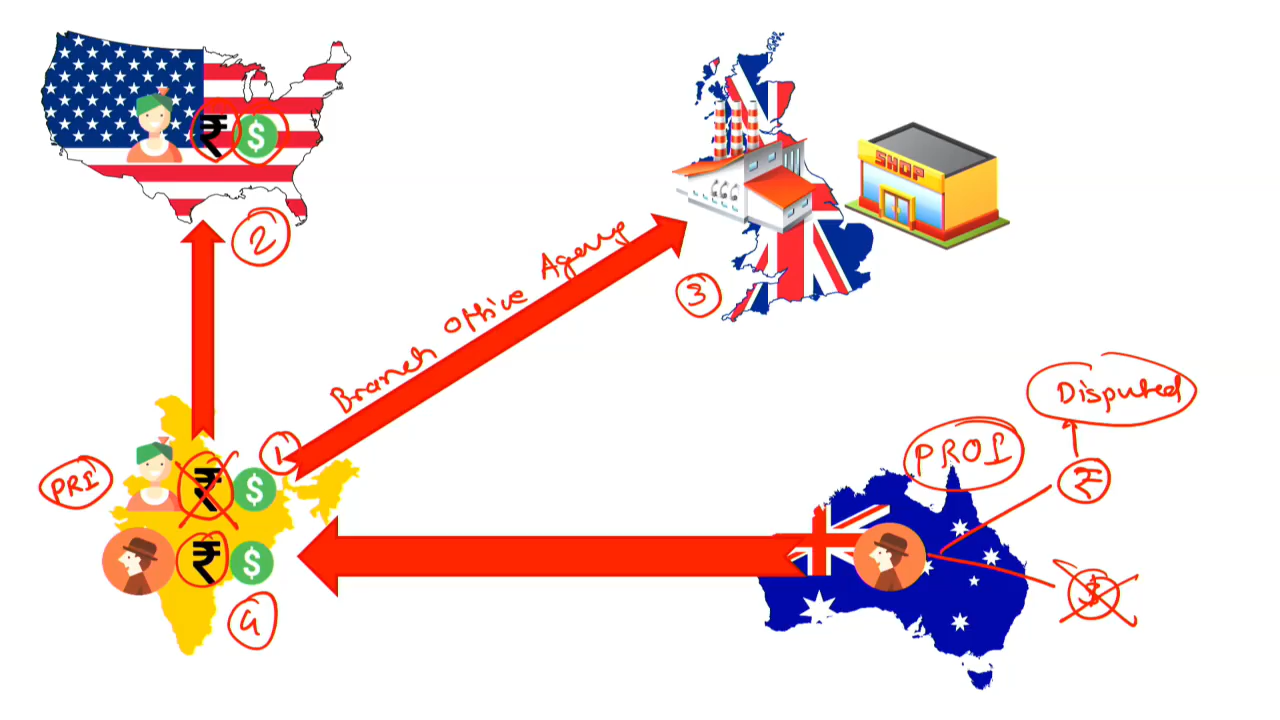 ₹ $
2
SHOP
Branch Office Agency
3
Disputed
PROI
1
PRI
₹ $
₹
₹ $
$
4